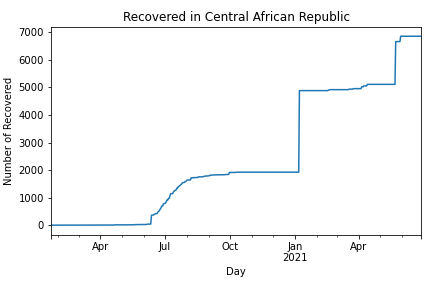 Recovered in Central African Republic
Number of Recovered
7000
6000
5000
4000
3000
2000
1000
0
Apr
Jul
Oct
Jan
2021
Apr
Day